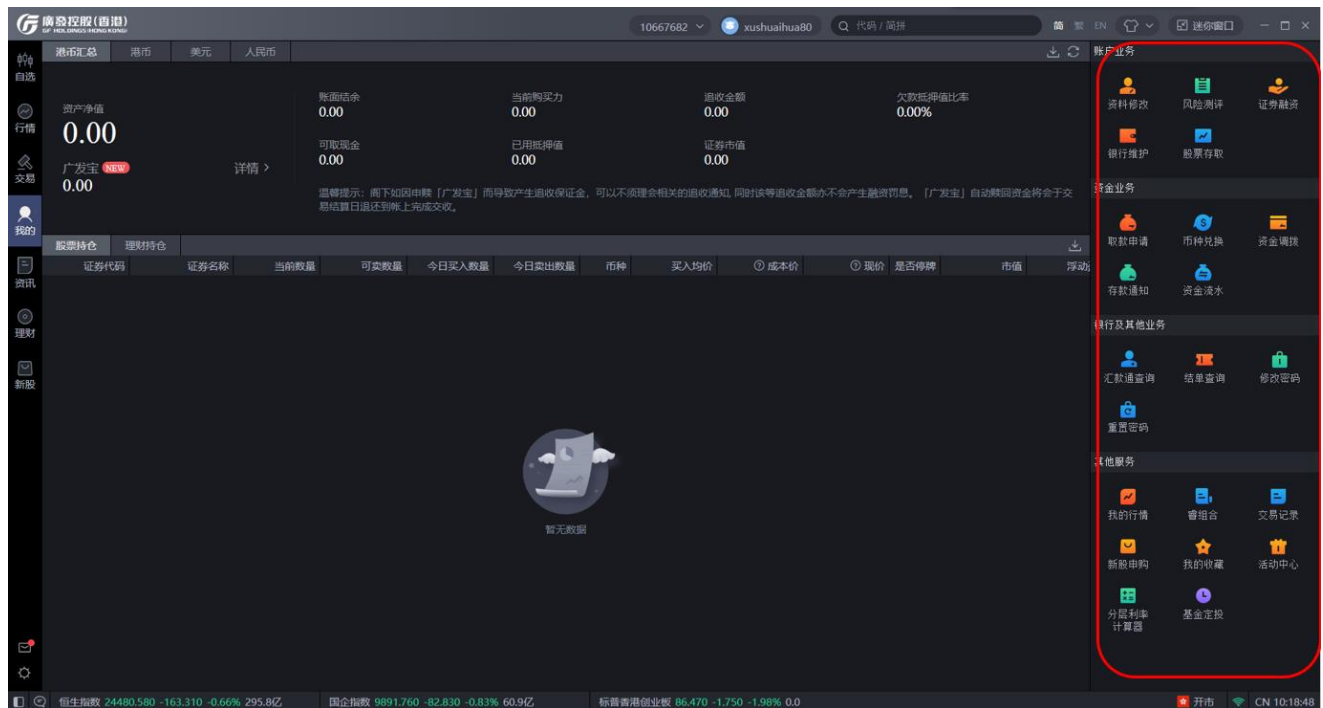 廣發控股(香港)
GF HOLDINGS (HONG KONG)
10667682
xushuaihua80
代码 / 简拼
简 繁 EN
迷你窗口
自选
行情
交易
我的
资讯
理财
新股
港币汇总 港币 美元 人民币
资产净值
0.00
广发宝 NEW 详情 >
0.00
账面结余 当前购买力 追收金额 欠款抵押值比率
0.00 0.00 0.00 0.00%
可取现金 已用抵押值 证券市值
0.00 0.00 0.00
温馨提示：阁下如因申赎「广发宝」而导致产生追收保证金，可以不须理会相关的追收通知, 同时该等追收金额亦不会产生融资罚息。「广发宝」自动赎回资金将会于交
易结算日退还到帐上完成交收。
股票持仓 理财持仓
证券代码 证券名称 当前数量 可卖数量 今日买入数量 今日卖出数量 币种 买入均价 成本价 现价 是否停牌 市值 浮动
暂无数据
账户业务
资料修改 风险测评 证券融资
银行维护 股票存取
资金业务
取款申请 币种兑换 资金调拨
存款通知 资金流水
银行及其他业务
汇款通查询 结单查询 修改密码
重置密码
其他服务
我的行情 睿组合 交易记录
新股申购 我的收藏 活动中心
分层利率 基金定投
计算器
恒生指数 24480.580 -163.310 -0.66% 295.8亿 国企指数 9891.760 -82.830 -0.83% 60.9亿 标普香港创业板 86.470 -1.750 -1.98% 0.0 开市 CN 10:18:48